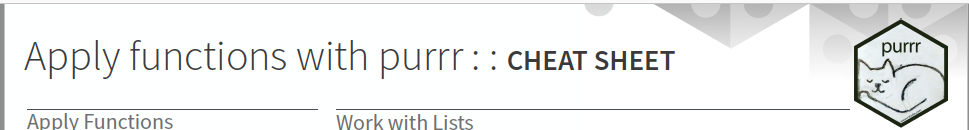 Apply functions with purrr : : CHEAT SHEET
purrr
Apply Functions
Work with Lists